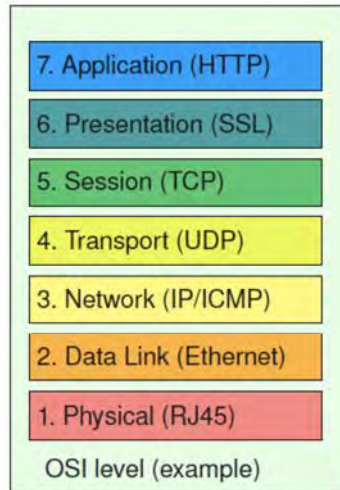 7. Application (HTTP)
6. Presentation (SSL)
5. Session (TCP)
4. Transport (UDP)
3. Network (IP/ICMP)
2. Data Link (Ethernet)
1. Physical (RJ45)
OSI level (example)